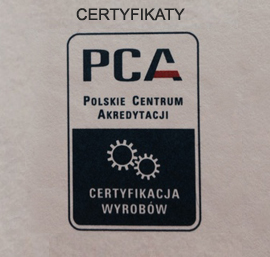 CERTYFIKATY
PCA
POLSKIE CENTRUM
AKREDYTACJI
CERTYFIKACJA
WYROBÓW